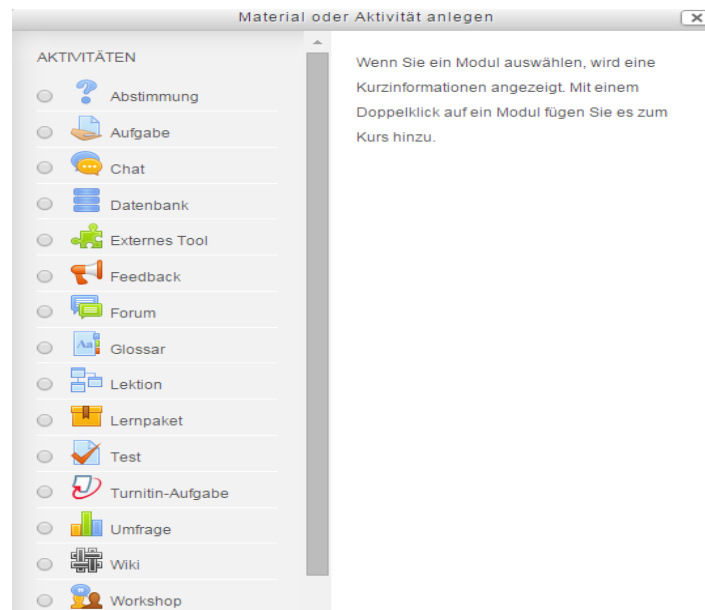 Material oder Aktivität anlegen
AKTIVITÄTEN
Abstimmung
Aufgabe
Chat
Datenbank
Externes Tool
Feedback
Forum
Glossar
Lektion
Lernpaket
Test
Turnitin-Aufgabe
Umfrage
Wiki
Workshop
Wenn Sie ein Modul auswählen, wird eine
Kurzinformationen angezeigt. Mit einem
Doppelklick auf ein Modul fügen Sie es zum
Kurs hinzu.